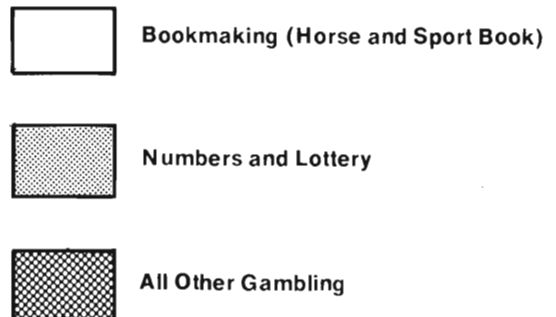 Bookmaking (Horse and Sport Book)
Numbers and Lottery
All Other Gambling